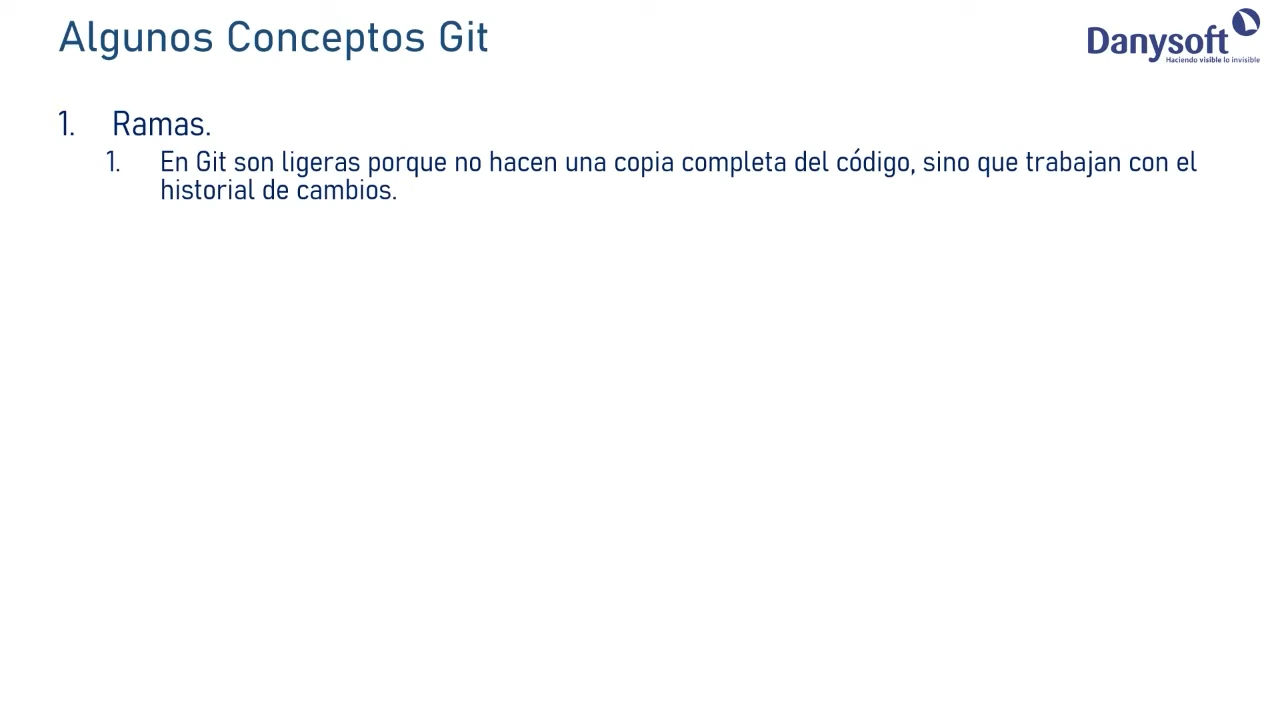 Algunos Conceptos Git
Danysoft
Haciendo visible lo invisible
1. Ramas.
1. En Git son ligeras porque no hacen una copia completa del código, sino que trabajan con el
historial de cambios.